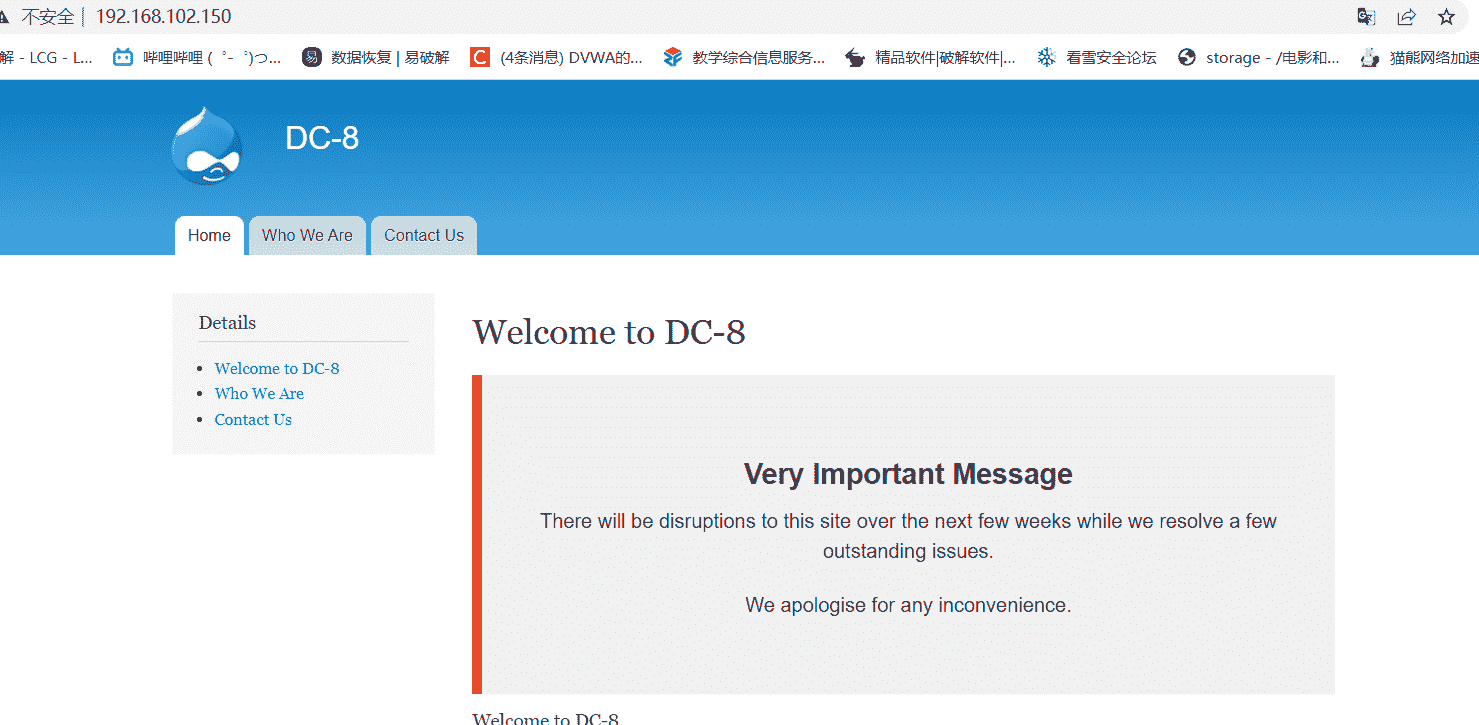 不安全 192.168.102.150
解 - LCG - L... 哔哩哔哩 (゜-゜)つ... 数据恢复 | 易破解 (4条消息) DVWA的... 教学综合信息服务... 精品软件|破解软件|... 看雪安全论坛 storage - /电影和... 猫熊网络加速
DC-8
Home Who We Are Contact Us
Details
Welcome to DC-8
Who We Are
Contact Us
Welcome to DC-8
Very Important Message
There will be disruptions to this site over the next few weeks while we resolve a few
outstanding issues.
We apologise for any inconvenience.
Welcome to DC-8.